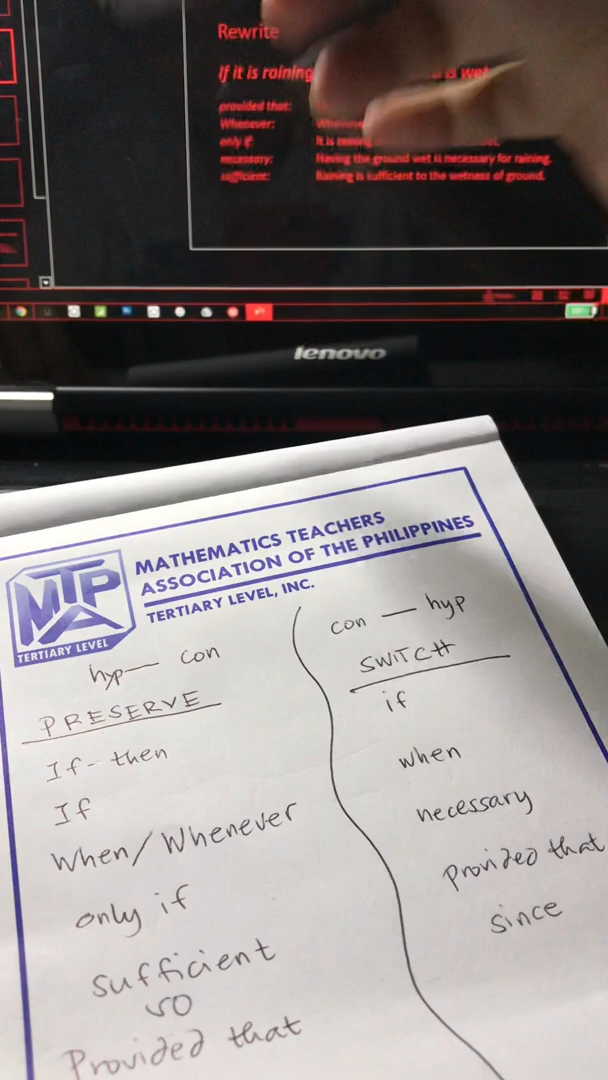 Rewrite
If it is raining wet
provided that:
Whenever:
only if: It is
necessary: Having the ground wet is necessary for raining.
sufficient: Raining is sufficient to the wetness of ground.
lenovo
MTAP
TERTIARY LEVEL
MATHEMATICS TEACHERS
ASSOCIATION OF THE PHILIPPINES
TERTIARY LEVEL, INC.
hyp— con
PRESERVE
If - then
If
When/Whenever
only if
sufficient
so
Provided that
con — hyp
SWITCH
if
when
necessary
provided that
since